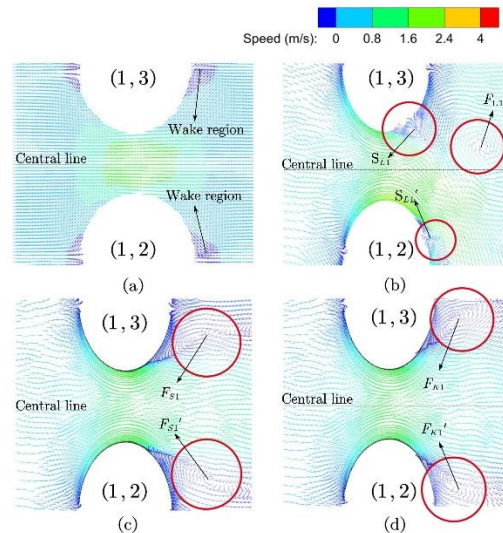 Speed (m/s):
0 0.8 1.6 2.4 4
(1, 3)
Wake region
Central line
Wake region
(1, 2)
(a)
(1, 3)
F_{L1}
Central line
S_{L1}
S_{L1}'
(1, 2)
(b)
(1, 3)
F_{S1}
Central line
F_{S1}'
(1, 2)
(c)
(1, 3)
F_{K1}
Central line
F_{K1}'
(1, 2)
(d)